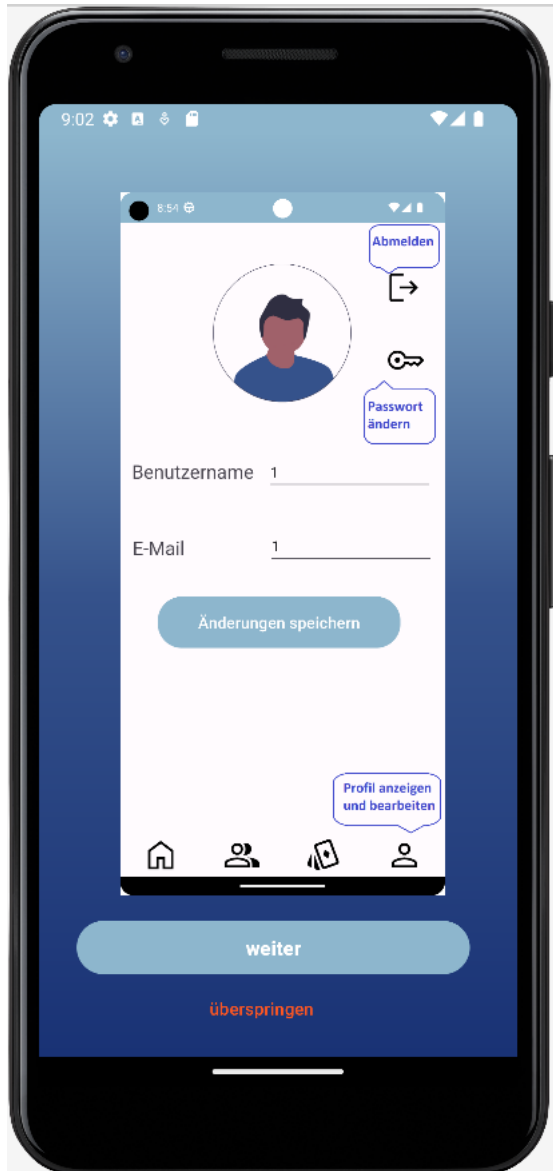 9:02
8:54
Abmelden
Passwort
ändern
Benutzername 1
E-Mail 1
Änderungen speichern
Profil anzeigen
und bearbeiten
weiter
überspringen